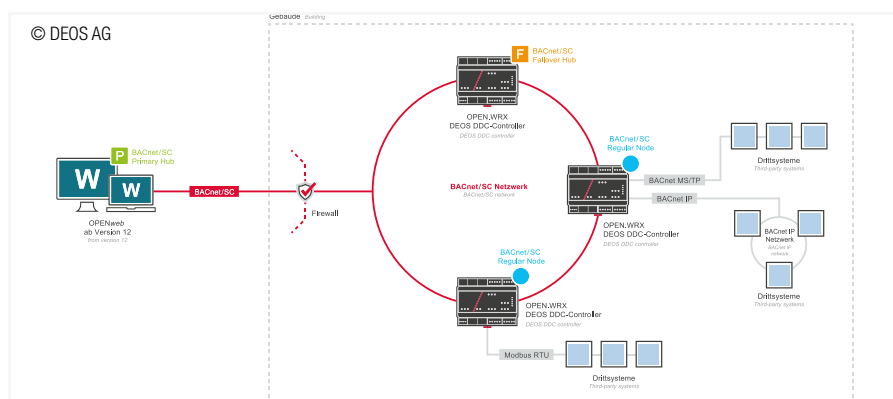 © DEOS AG
Gebäude Building
F
BACnet/SC
Failover Hub
OPEN.WRX
DEOS DDC-Controller
DEOS DDC controller
P
BACnet/SC
Primary Hub
W
W
OPENweb
ab Version 12
from version 12
BACnet/SC
Firewall
BACnet/SC Netzwerk
BACnet/SC network
BACnet/SC
Regular Node
OPEN.WRX
DEOS DDC-Controller
DEOS DDC controller
BACnet MS/TP
Drittsysteme
Third-party systems
BACnet IP
BACnet IP
Netzwerk
BACnet IP
network
Drittsysteme
Third-party systems
BACnet/SC
Regular Node
OPEN.WRX
DEOS DDC-Controller
DEOS DDC controller
Modbus RTU
Drittsysteme
Third-party systems